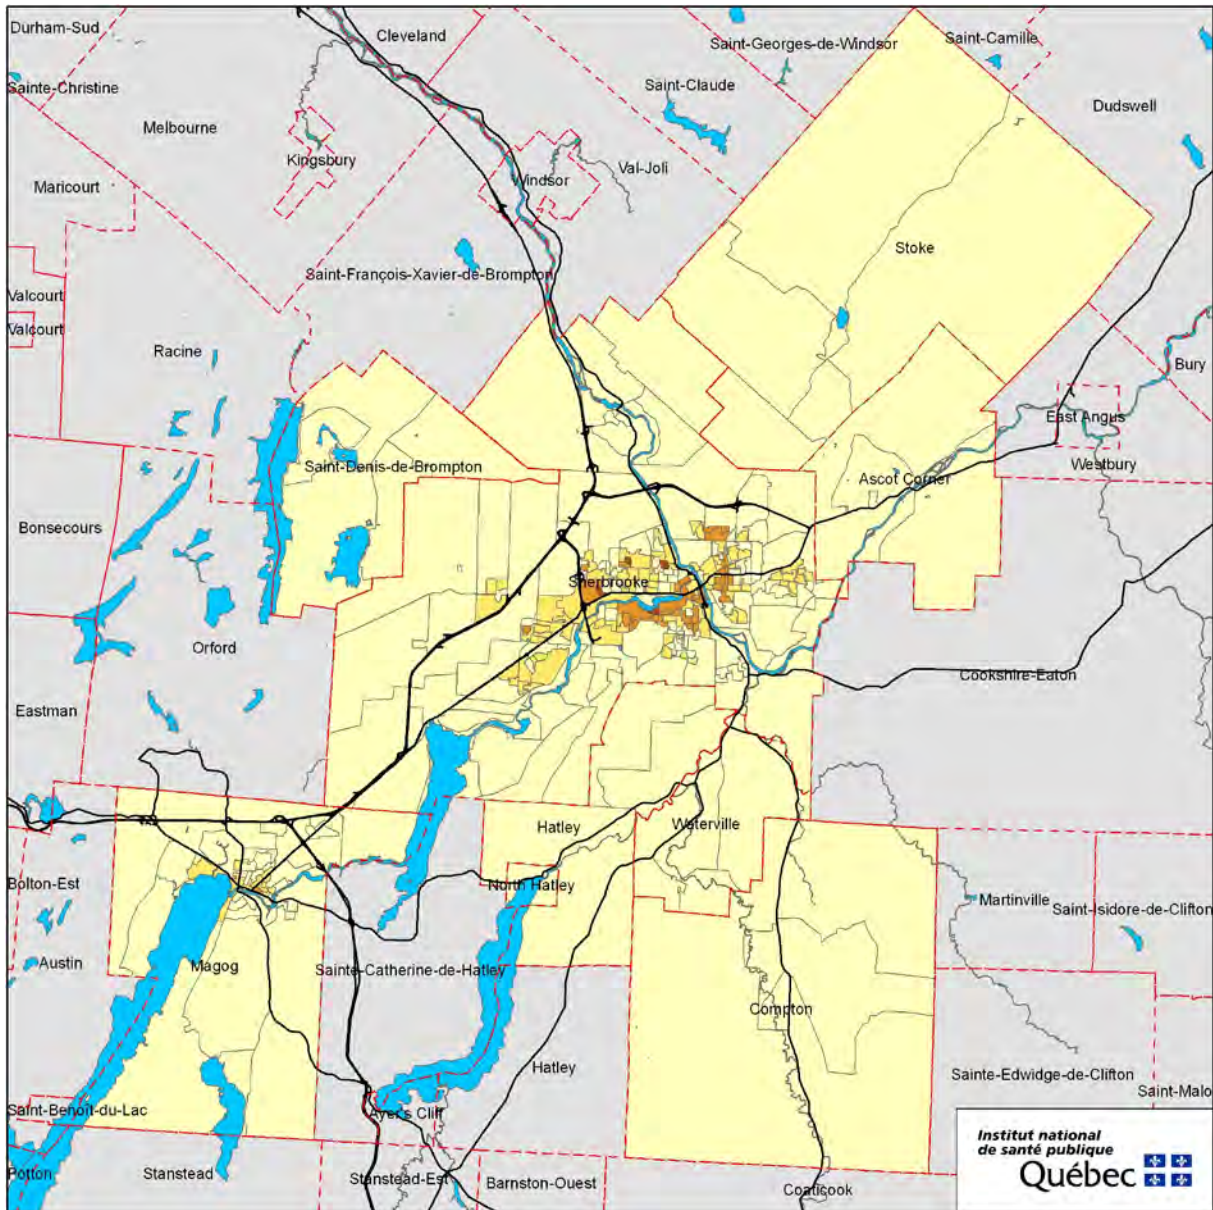 Durham-Sud
Cleveland
Saint-Georges-de-Windsor
Saint-Camille
Sainte-Christine
Saint-Claude
Dudswell
Melbourne
Kingsbury
Windsor
Val-Joli
Maricourt
Stoke
Saint-François-Xavier-de-Brompton
Valcourt
Valcourt
Racine
Bury
East Angus
Saint-Denis-de-Brompton
Westbury
Ascot Corner
Bonsecours
Sherbrooke
Orford
Cookshire-Eaton
Eastman
Hatley
Waterville
Bolton-Est
North Hatley
Martinville
Saint-Isidore-de-Clifton
Austin
Magog
Sainte-Catherine-de-Hatley
Compton
Hatley
Sainte-Edwidge-de-Clifton
Saint-Malo
Saint-Benoît-du-Lac
Ayer's Cliff
Potton
Stanstead
Stanstead-Est
Barnston-Ouest
Coaticook
Institut national
de santé publique
Québec